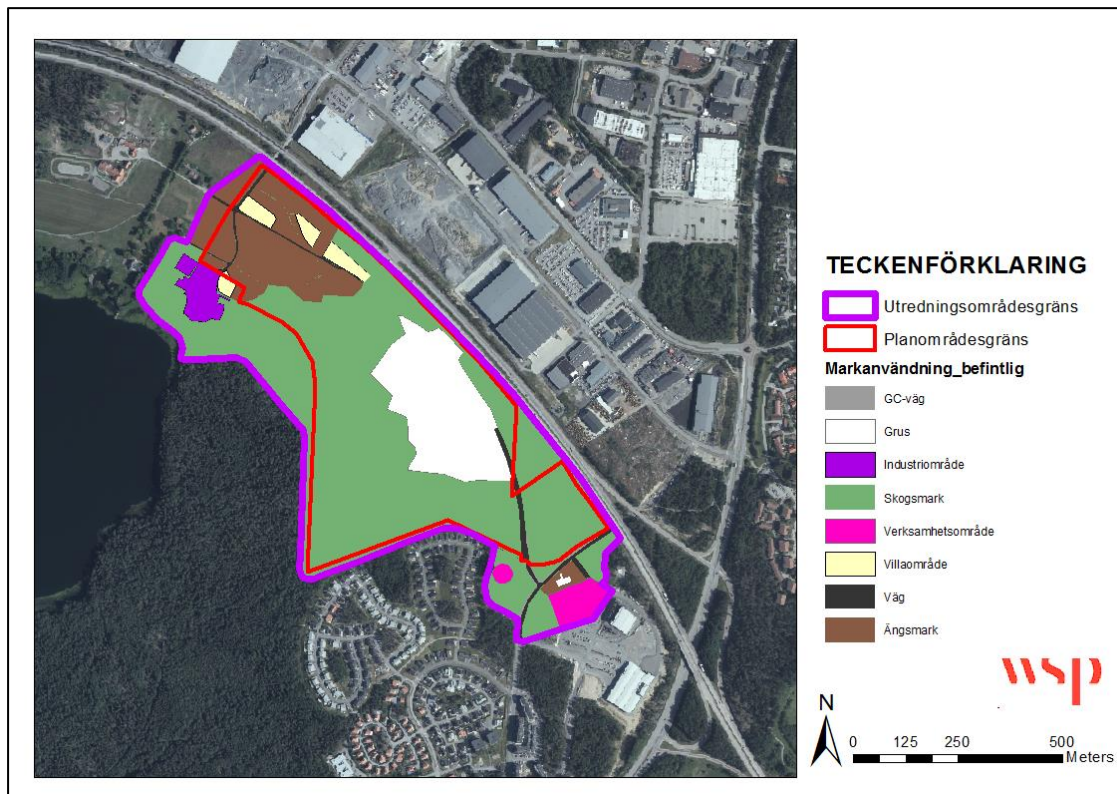 TECKENFÖRKLARING
Utredningsområdesgräns
Planområdesgräns
Markanvändning_befintlig
GC-väg
Grus
Industriområde
Skogsmark
Verksamhetsområde
Villaområde
Väg
Ängsmark
wsp
N
0 125 250 500
Meters